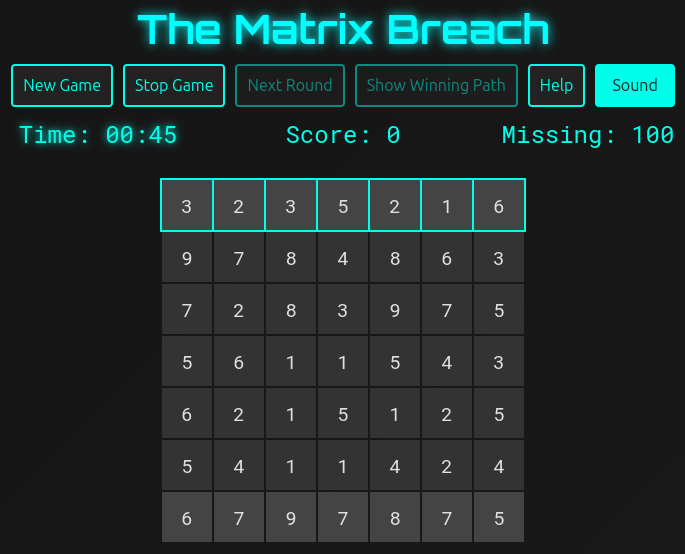 The Matrix Breach
New Game Stop Game Next Round Show Winning Path Help Sound
Time: 00:45 Score: 0 Missing: 100
3 2 3 5 2 1 6
9 7 8 4 8 6 3
7 2 8 3 9 7 5
5 6 1 1 5 4 3
6 2 1 5 1 2 5
5 4 1 1 4 2 4
6 7 9 7 8 7 5